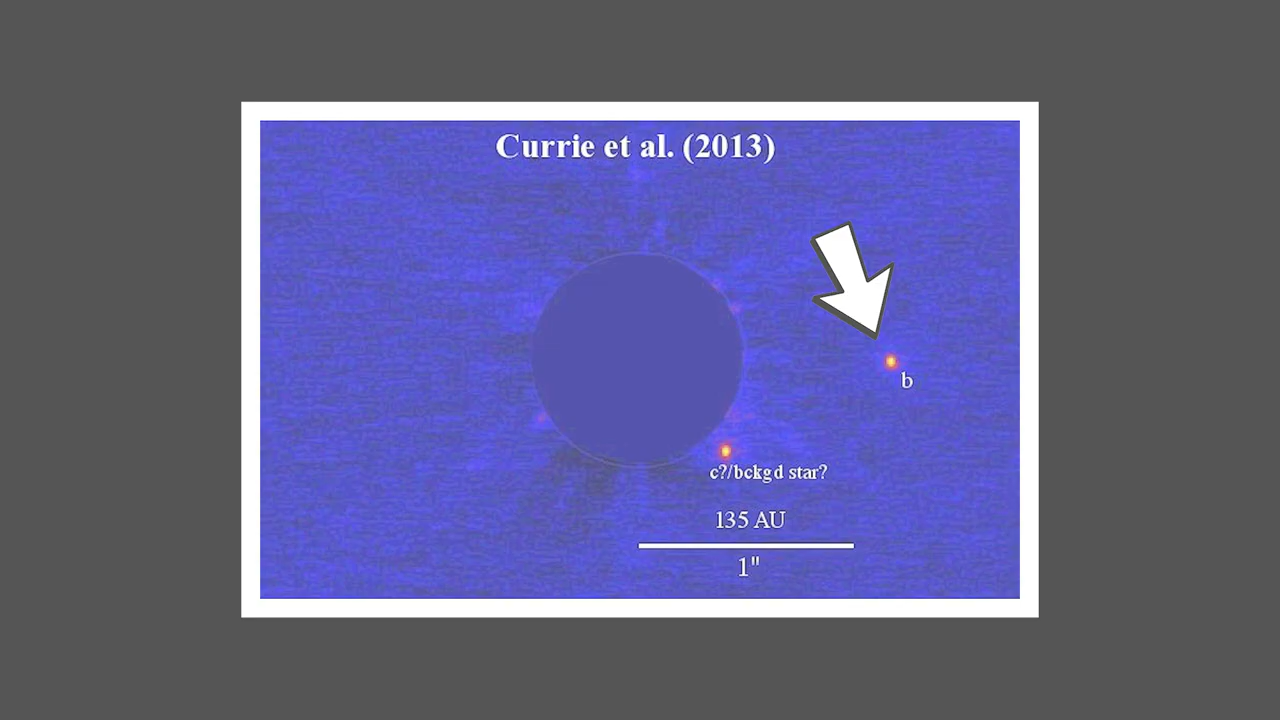 Currie et al. (2013)
b
c?/bckgd star?
135 AU
1"